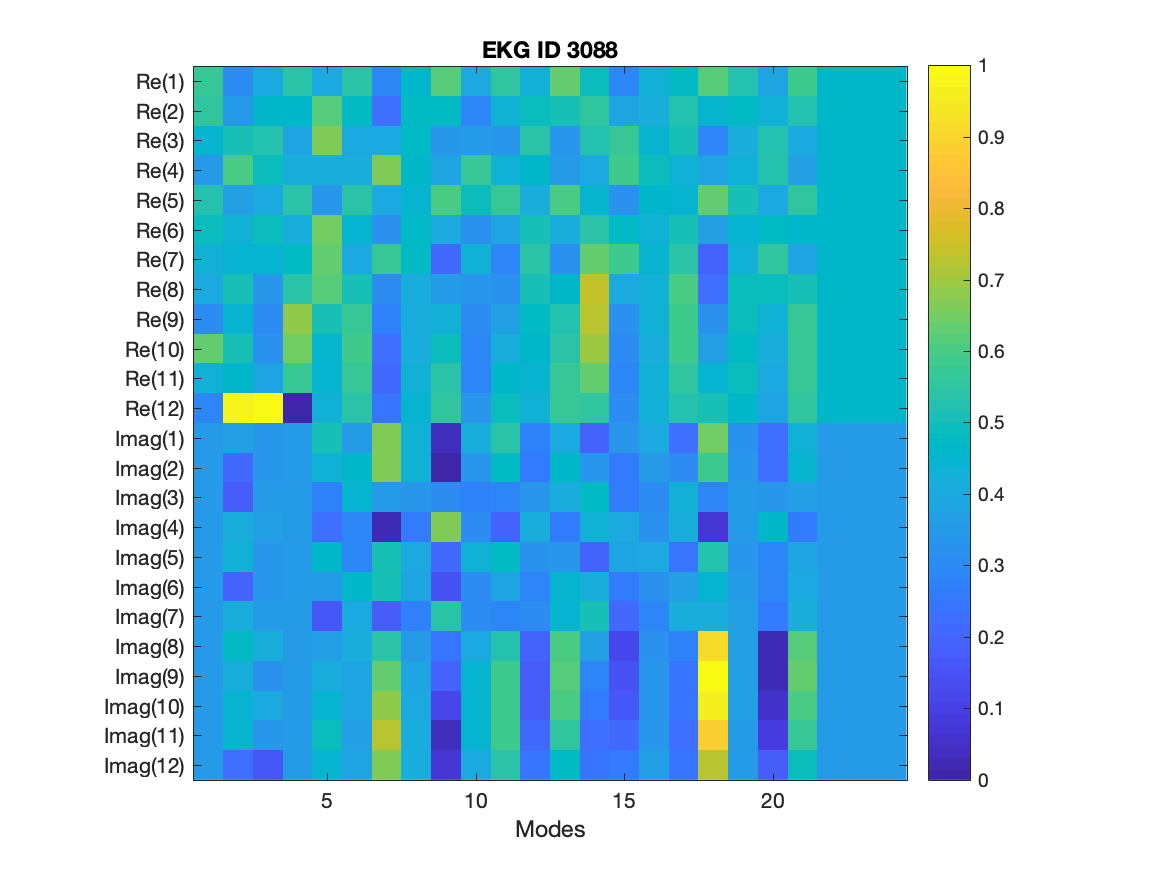 EKG ID 3088
Re(1)
Re(2)
Re(3)
Re(4)
Re(5)
Re(6)
Re(7)
Re(8)
Re(9)
Re(10)
Re(11)
Re(12)
Imag(1)
Imag(2)
Imag(3)
Imag(4)
Imag(5)
Imag(6)
Imag(7)
Imag(8)
Imag(9)
Imag(10)
Imag(11)
Imag(12)
5 10 15 20
Modes
1
0.9
0.8
0.7
0.6
0.5
0.4
0.3
0.2
0.1
0